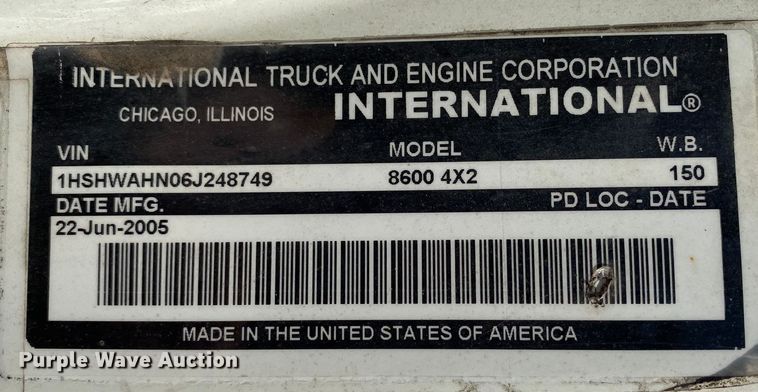 INTERNATIONAL TRUCK AND ENGINE CORPORATION
CHICAGO, ILLINOIS INTERNATIONAL®
VIN MODEL W.B.
1HSHWAHN06J248749 8600 4X2 150
DATE MFG. PD LOC - DATE
22-Jun-2005
MADE IN THE UNITED STATES OF AMERICA
Purple Wave Auction